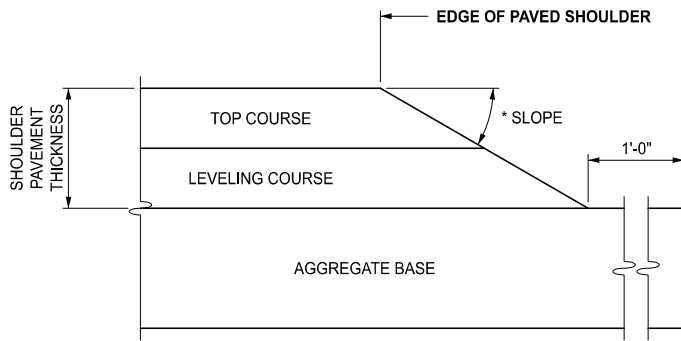 EDGE OF PAVED SHOULDER
SHOULDER
PAVEMENT
THICKNESS
TOP COURSE
* SLOPE
1'-0"
LEVELING COURSE
AGGREGATE BASE